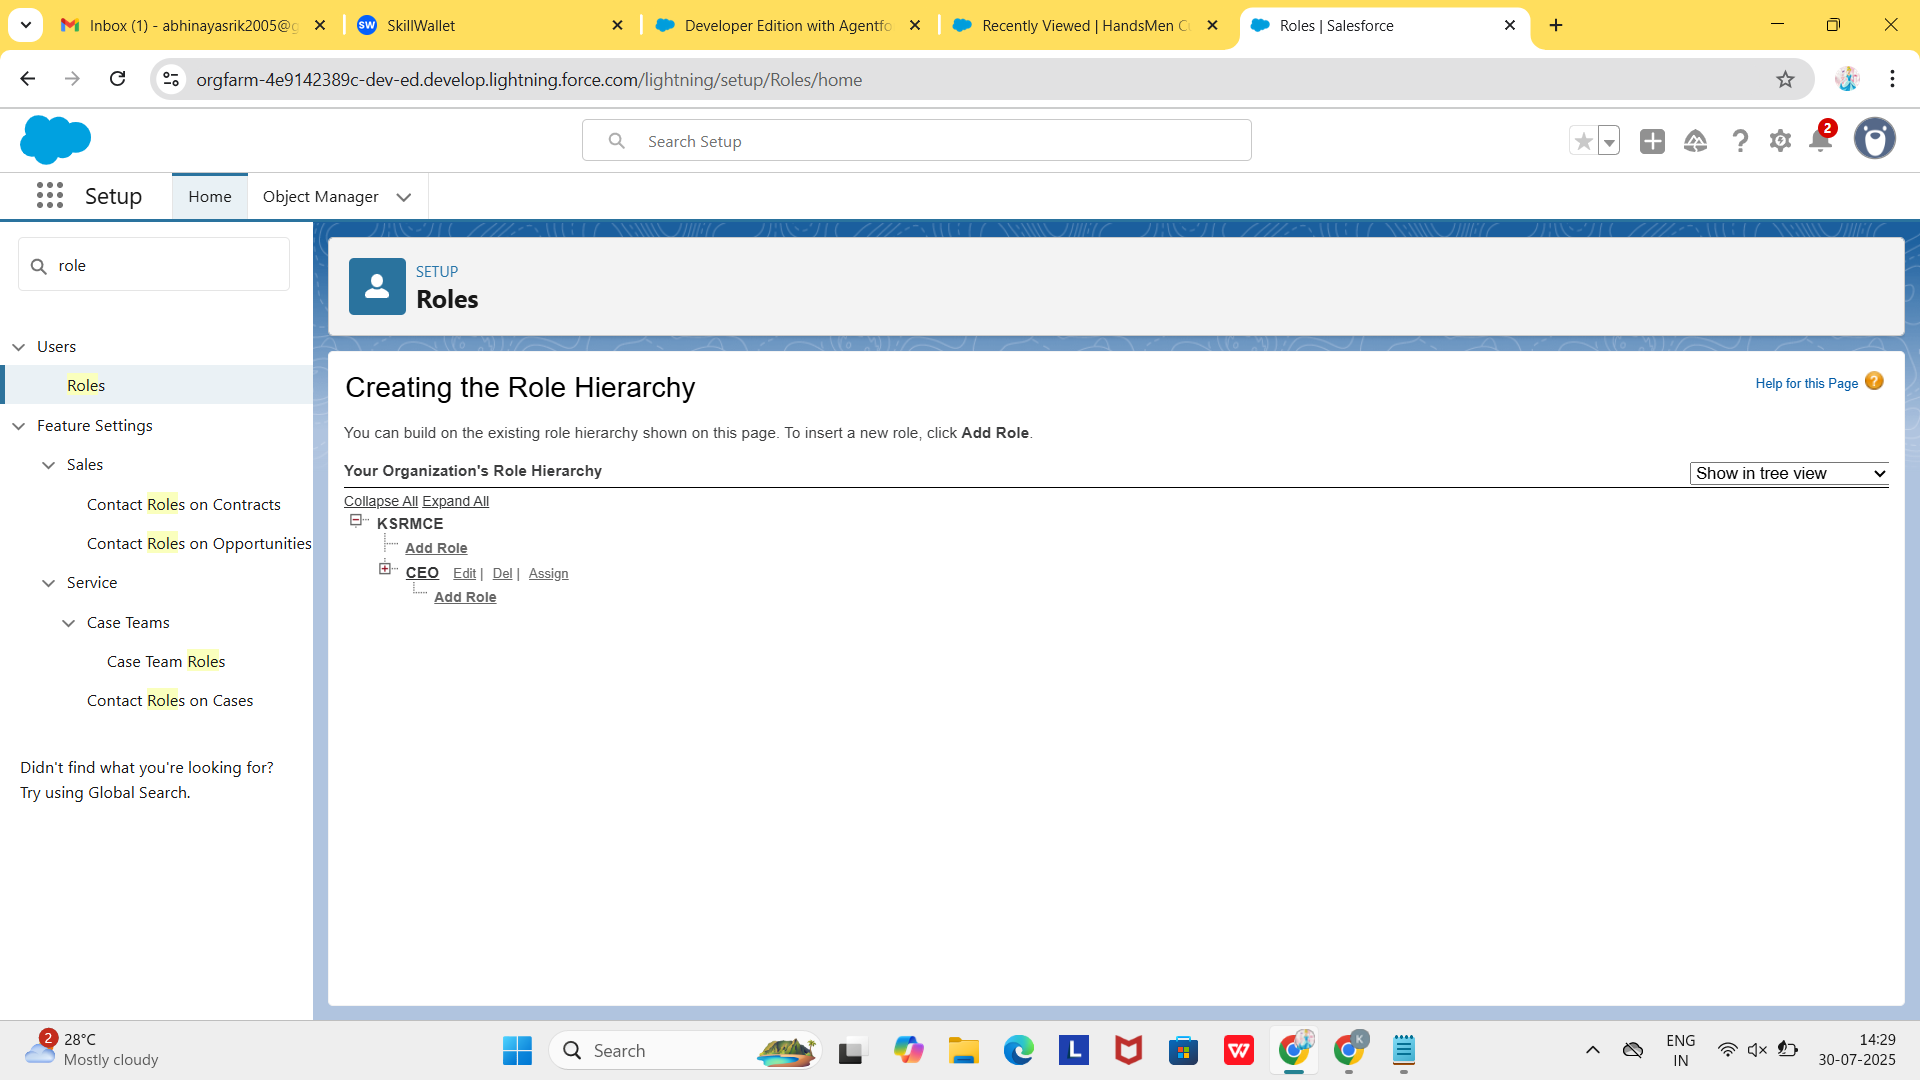 Inbox (1) - abhinayasrik2005@g
SkillWallet
Developer Edition with Agentfo
Recently Viewed | HandsMen C
Roles | Salesforce
orgfarm-4e9142389c-dev-ed.develop.lightning.force.com/lightning/setup/Roles/home
Search Setup
2
Setup
Home
Object Manager
role
Users
Roles
Feature Settings
Sales
Contact Roles on Contracts
Contact Roles on Opportunities
Service
Case Teams
Case Team Roles
Contact Roles on Cases
Didn't find what you're looking for?
Try using Global Search.
SETUP
Roles
Creating the Role Hierarchy
Help for this Page ?
You can build on the existing role hierarchy shown on this page. To insert a new role, click Add Role.
Your Organization's Role Hierarchy
Show in tree view
Collapse All Expand All
KSRMCE
Add Role
CEO Edit | Del | Assign
Add Role
2
28°C
Mostly cloudy
Search
L
K
ENG
IN
14:29
30-07-2025